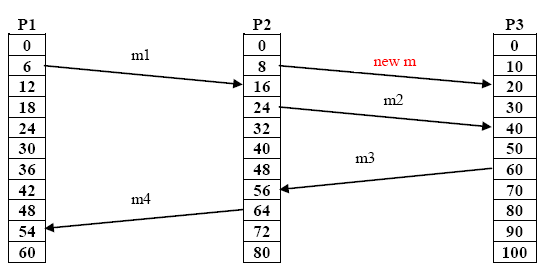 P1 P2 P3
0 0 0
6 m1 8 new m 10
12 16 20
18 24 m2 30
24 32 40
30 40 50
36 48 m3 60
42 56 70
48 m4 64 80
54 72 90
60 80 100